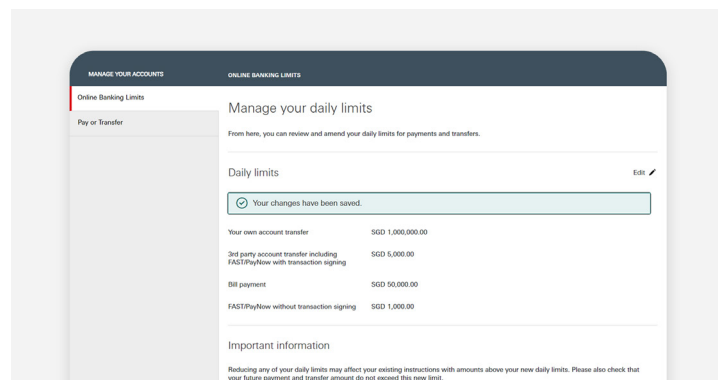 MANAGE YOUR ACCOUNTS
ONLINE BANKING LIMITS
Online Banking Limits
Pay or Transfer
Manage your daily limits
From here, you can review and amend your daily limits for payments and transfers.
Daily limits
Edit
Your changes have been saved.
Your own account transfer SGD 1,000,000.00
3rd party account transfer including SGD 5,000.00
FAST/PayNow with transaction signing
Bill payment SGD 50,000.00
FAST/PayNow without transaction signing SGD 1,000.00
Important information
Reducing any of your daily limits may affect your existing instructions with amounts above your new daily limits. Please also check that
your future payment and transfer amount do not exceed this new limit.